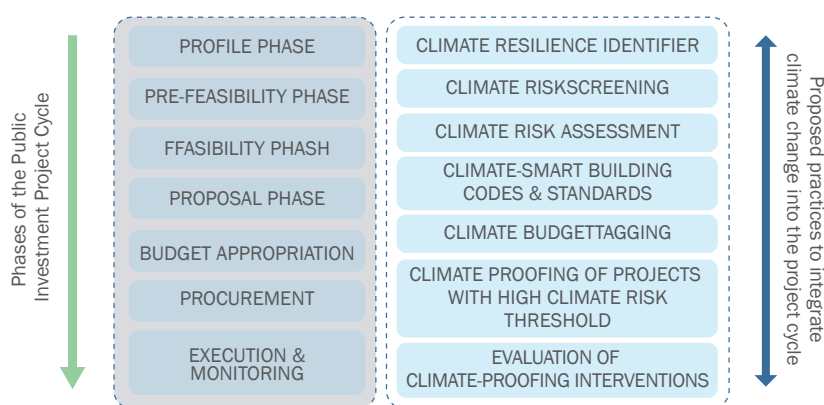 Phases of the Public
Investment Project Cycle
PROFILE PHASE
PRE-FEASIBILITY PHASE
FFASIBILITY PHASH
PROPOSAL PHASE
BUDGET APPROPRIATION
PROCUREMENT
EXECUTION &
MONITORING
CLIMATE RESILIENCE IDENTIFIER
CLIMATE RISKSCREENING
CLIMATE RISK ASSESSMENT
CLIMATE-SMART BUILDING
CODES & STANDARDS
CLIMATE BUDGETTAGGING
CLIMATE PROOFING OF PROJECTS
WITH HIGH CLIMATE RISK
THRESHOLD
EVALUATION OF
CLIMATE-PROOFING INTERVENTIONS
Proposed practices to integrate
climate change into the project cycle